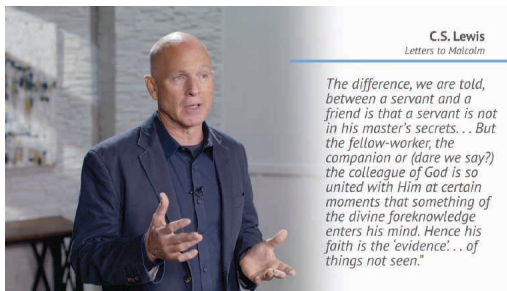 C.S. Lewis
Letters to Malcolm
The difference, we are told,
between a servant and a
friend is that a servant is not
in his master's secrets. . . But
the fellow-worker, the
companion or (dare we say?)
the colleague of God is so
united with Him at certain
moments that something of
the divine foreknowledge
enters his mind. Hence his
faith is the ‘evidence’. . . of
things not seen.”